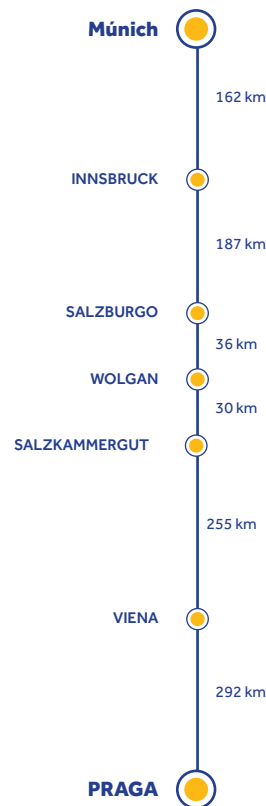 Múnich
162 km
INNSBRUCK
187 km
SALZBURGO
36 km
WOLGAN
30 km
SALZKAMMERGUT
255 km
VIENA
292 km
PRAGA